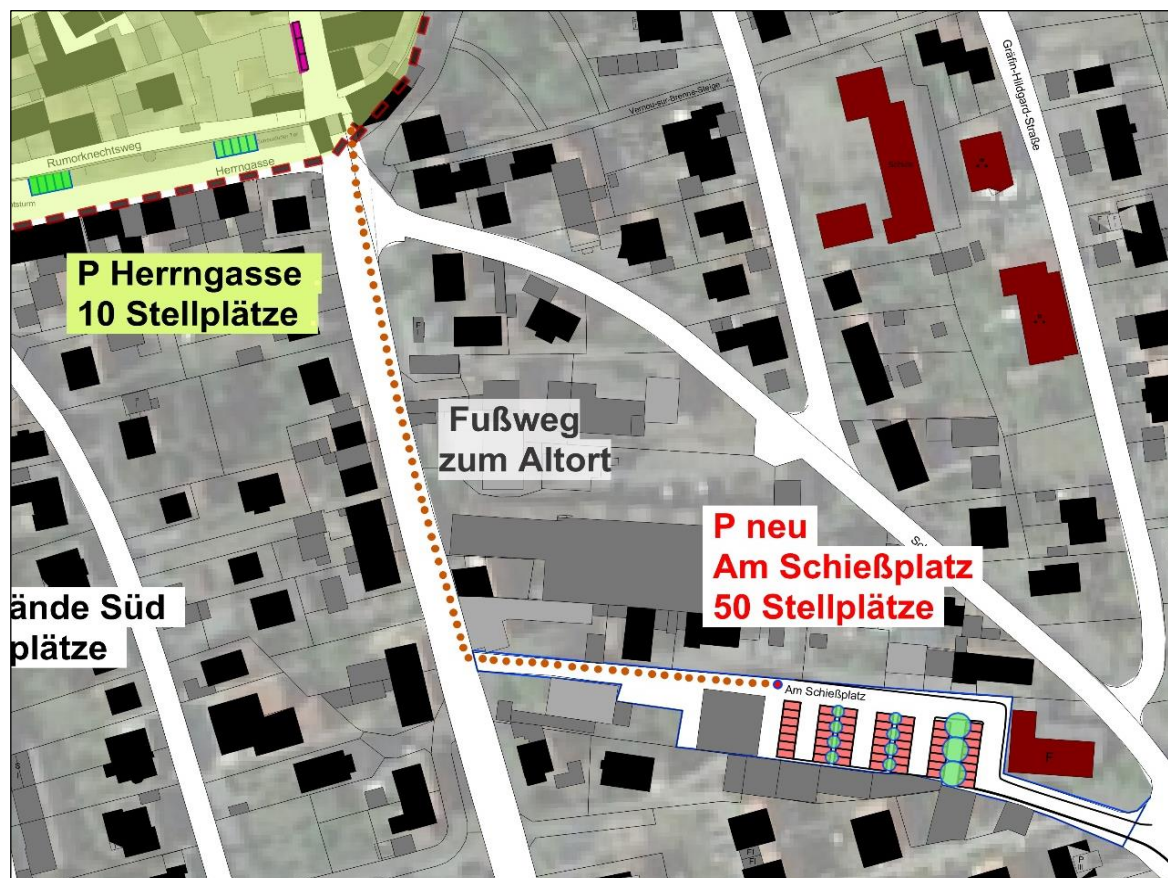 Gräfin-Hildgard-Straße
Vernou-sur-Brenne-Steige
Rumorknechtsweg
Herrngasse
P Herrngasse
10 Stellplätze
Fußweg
zum Altort
P neu
Am Schießplatz
50 Stellplätze
ände Süd
plätze
Am Schießplatz
F